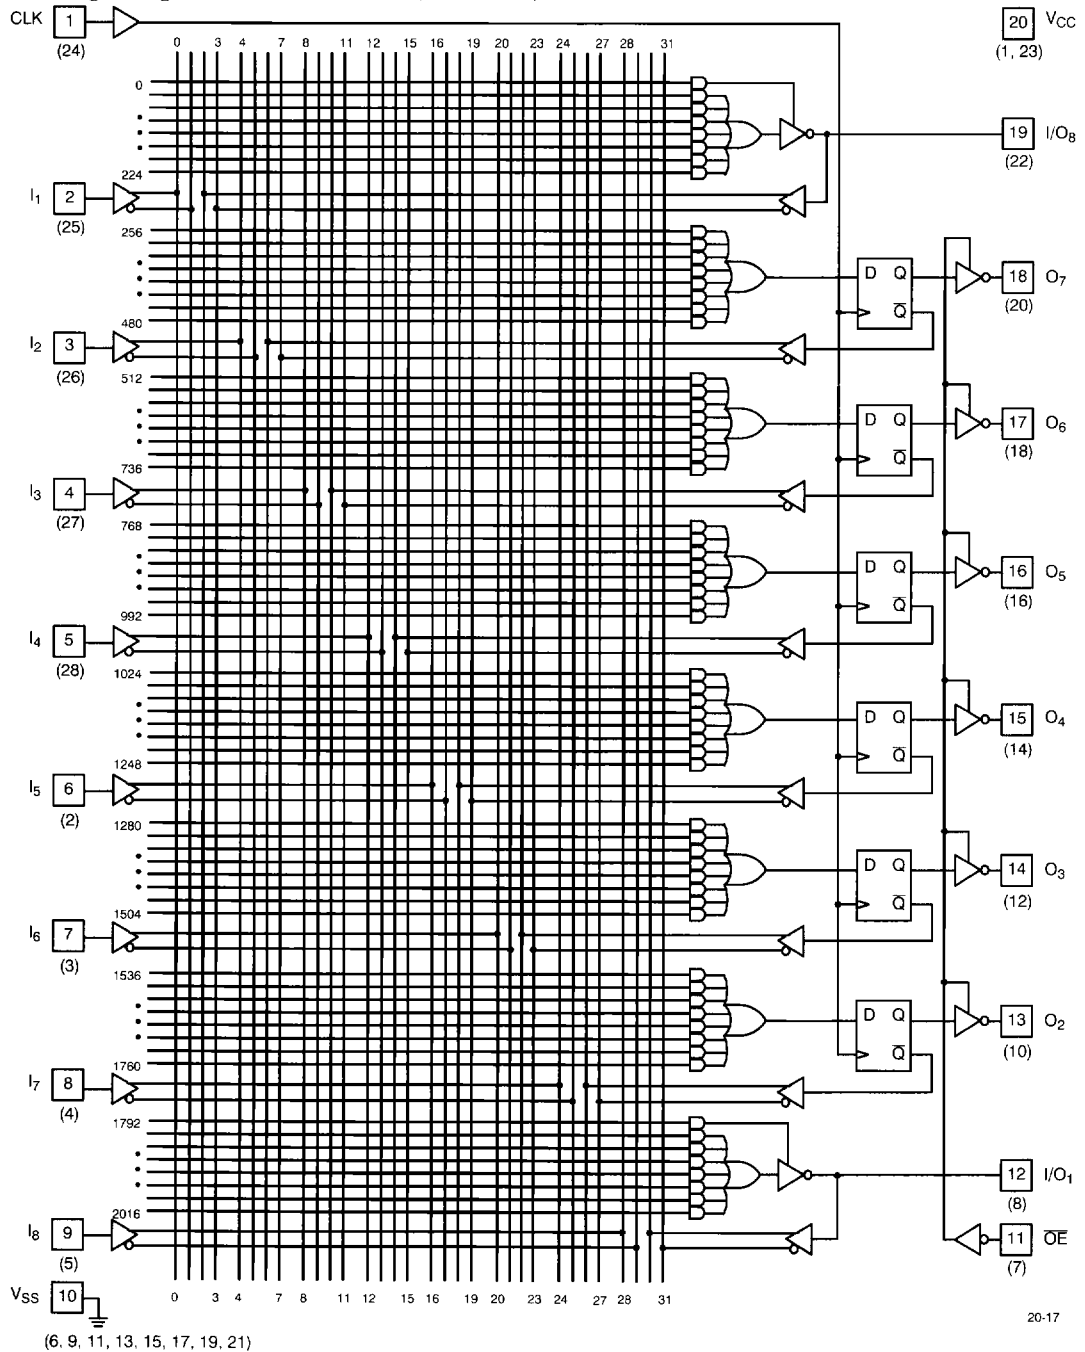 CLK 1 (24)
20 VCC (1, 23)
0 3 4 7 8 11 12 15 16 19 20 23 24 27 28 31
0
224
19 I/O8 (22)
I1 2 (25)
256
480
D Q Q̅
18 O7 (20)
I2 3 (26)
512
736
D Q Q̅
17 O6 (18)
I3 4 (27)
768
992
D Q Q̅
16 O5 (16)
I4 5 (28)
1024
1248
D Q Q̅
15 O4 (14)
I5 6 (2)
1280
1504
D Q Q̅
14 O3 (12)
I6 7 (3)
1536
1760
D Q Q̅
13 O2 (10)
I7 8 (4)
1792
2016
12 I/O1 (8)
I8 9 (5)
11 O̅E̅ (7)
0 3 4 7 8 11 12 15 16 19 20 23 24 27 28 31
VSS 10
(6, 9, 11, 13, 15, 17, 19, 21)
20-17